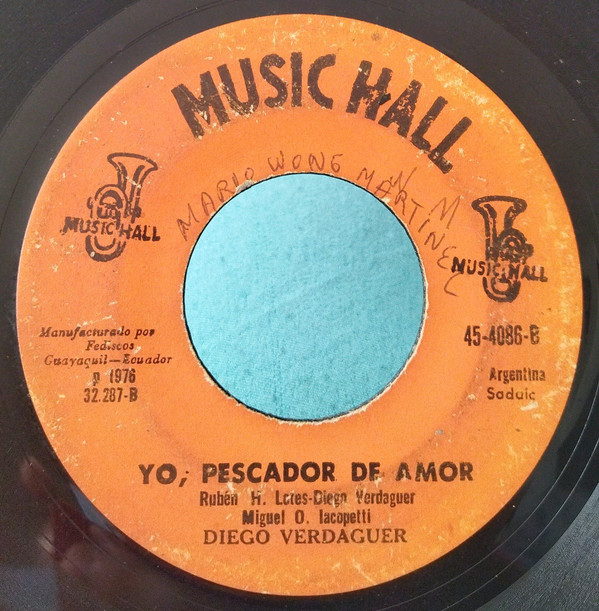 MUSIC HALL
MARIO WONG MARTINEZ
N M
MUSIC HALL
MUSIC HALL
Manufacturado por
Fediscos
Guayaquil—Ecuador
p 1976
32.287-B
45-4086-B
Argentina
Sadaic
YO, PESCADOR DE AMOR
Rubén H. Lotes-Diego Verdaguer
Miguel O. Iacopetti
DIEGO VERDAGUER